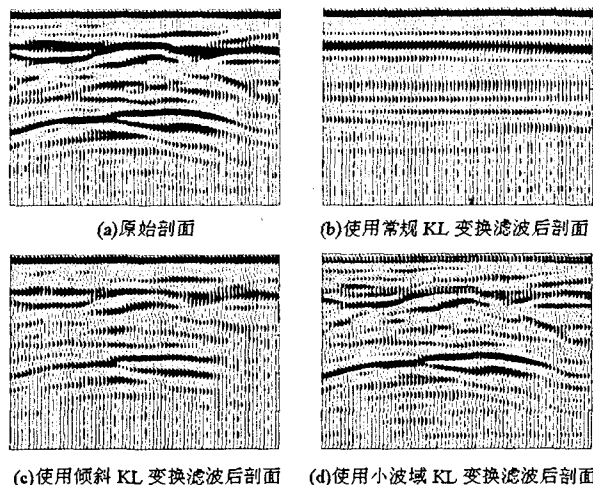 (a)原始剖面
(b)使用常规 KL 变换滤波后剖面
(c)使用倾斜 KL 变换滤波后剖面
(d)使用小波域 KL 变换滤波后剖面